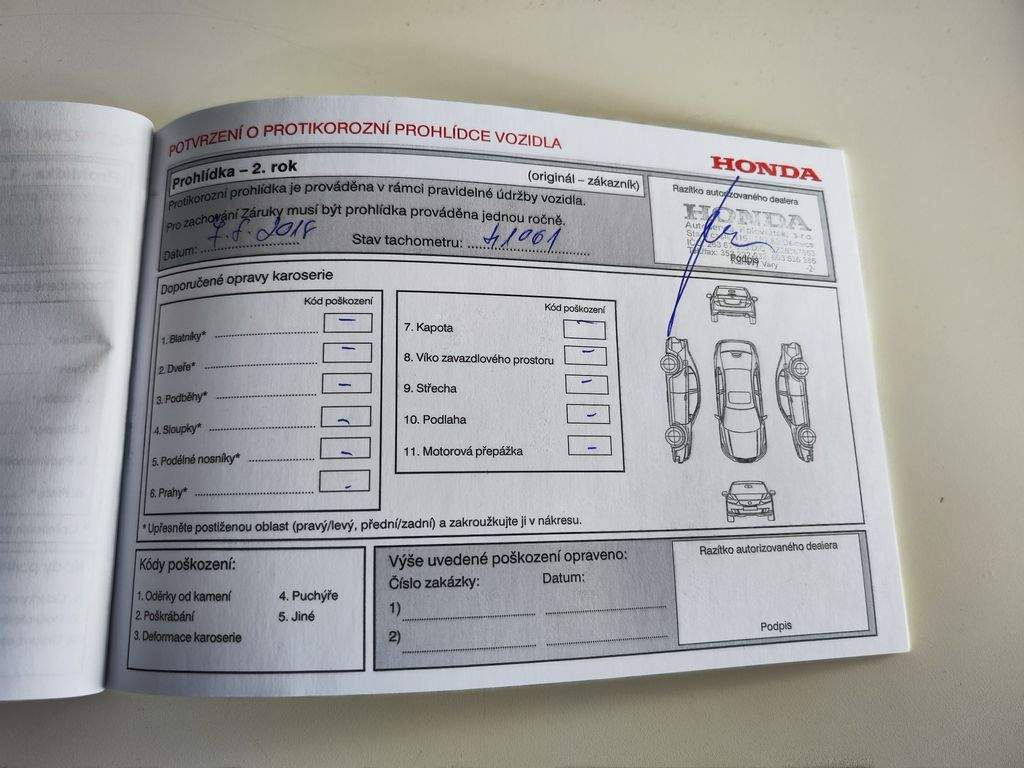 POTVRZENÍ O PROTIKOROZNÍ PROHLÍDCE VOZIDLA
HONDA
Prohlídka – 2. rok (originál – zákazník)
Protikorozní prohlídka je prováděna v rámci pravidelné údržby vozidla.
Pro zachování Záruky musí být prohlídka prováděna jednou ročně.
Datum: 7.8.2018 Stav tachometru: 41061
Razítko autorizovaného dealera
HONDA
Podpis
Doporučené opravy karoserie
Kód poškození
1. Blatníky* –
2. Dveře* –
3. Podběhy* –
4. Sloupky* –
5. Podélné nosníky* –
6. Prahy* –
Kód poškození
7. Kapota –
8. Víko zavazdlového prostoru –
9. Střecha –
10. Podlaha –
11. Motorová přepážka –
* Upřesněte postiženou oblast (pravý/levý, přední/zadní) a zakroužkujte ji v nákresu.
Kódy poškození:
1. Oděrky od kamení 4. Puchýře
2. Poškrábání 5. Jiné
3. Deformace karoserie
Výše uvedené poškození opraveno:
Číslo zakázky: Datum:
1)
2)
Razítko autorizovaného dealera
Podpis